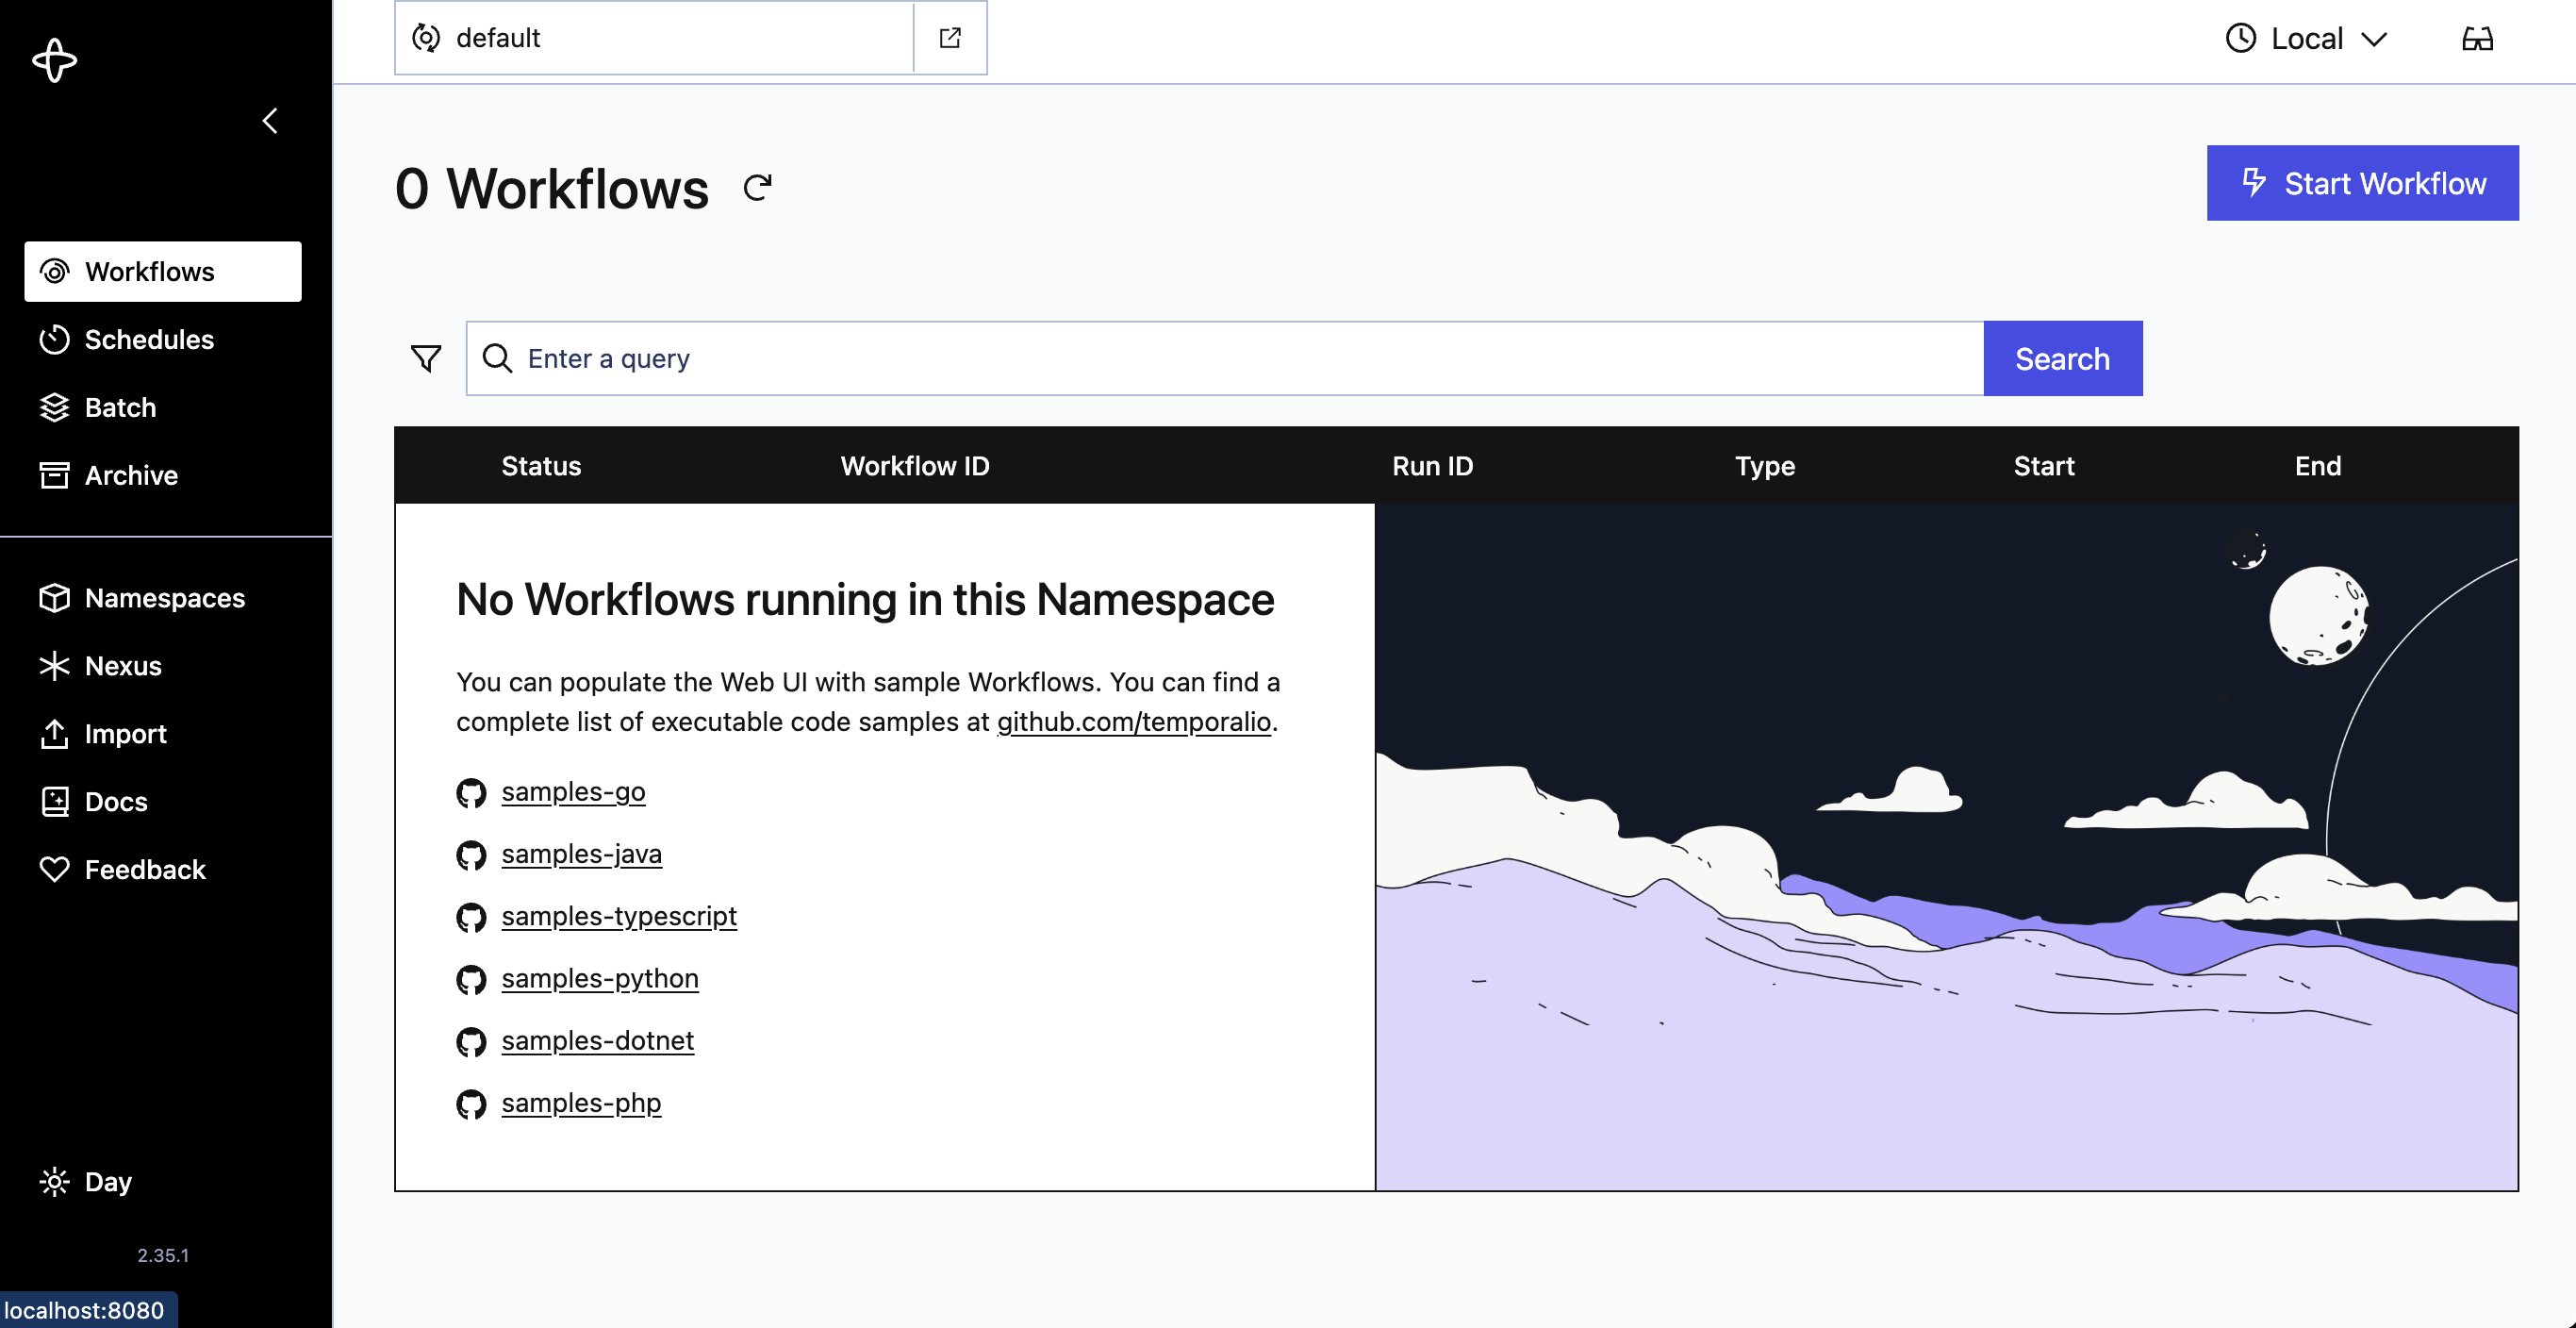 default
Local
0 Workflows
Start Workflow
Workflows
Schedules
Batch
Archive
Namespaces
Nexus
Import
Docs
Feedback
Day
2.35.1
localhost:8080
Enter a query
Search
Status Workflow ID Run ID Type Start End
No Workflows running in this Namespace
You can populate the Web UI with sample Workflows. You can find a
complete list of executable code samples at github.com/temporalio.
samples-go
samples-java
samples-typescript
samples-python
samples-dotnet
samples-php